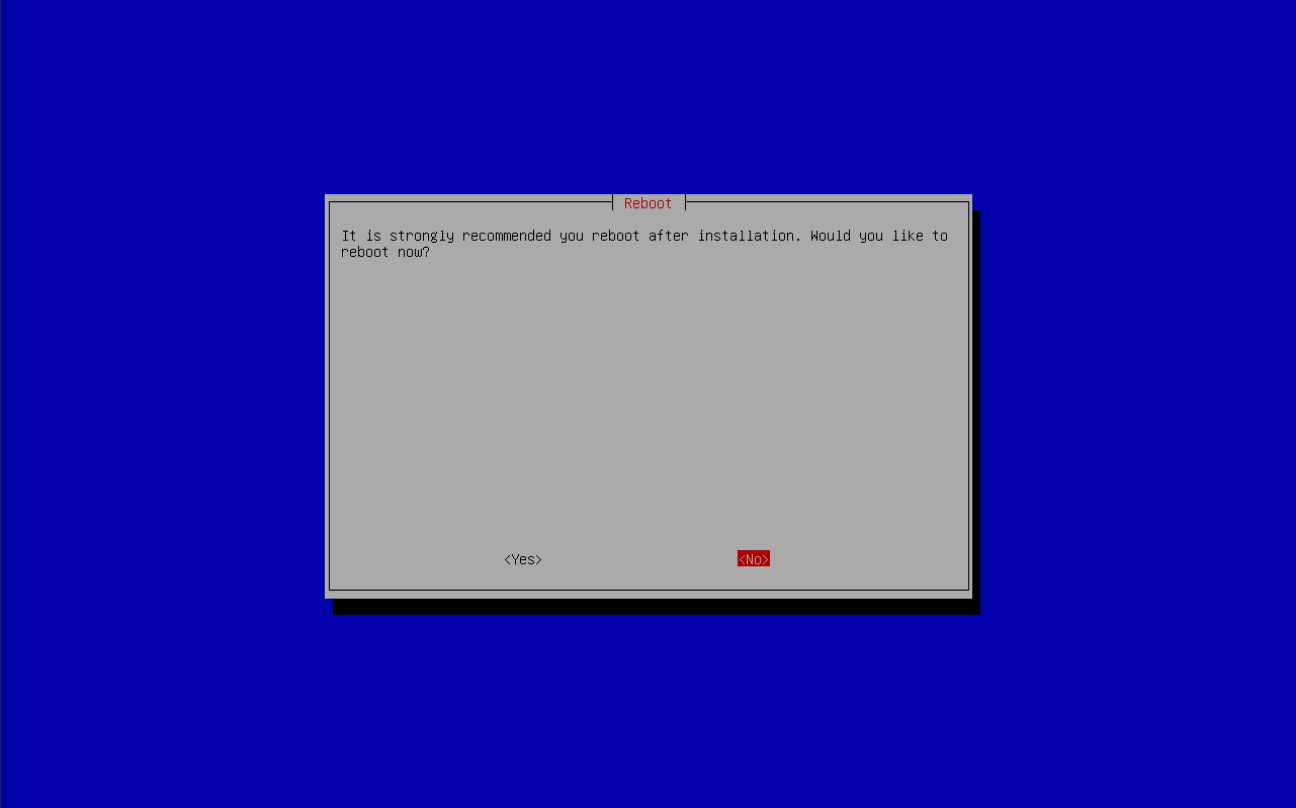 Reboot
It is strongly recommended you reboot after installation. Would you like to
reboot now?
<Yes> <No>